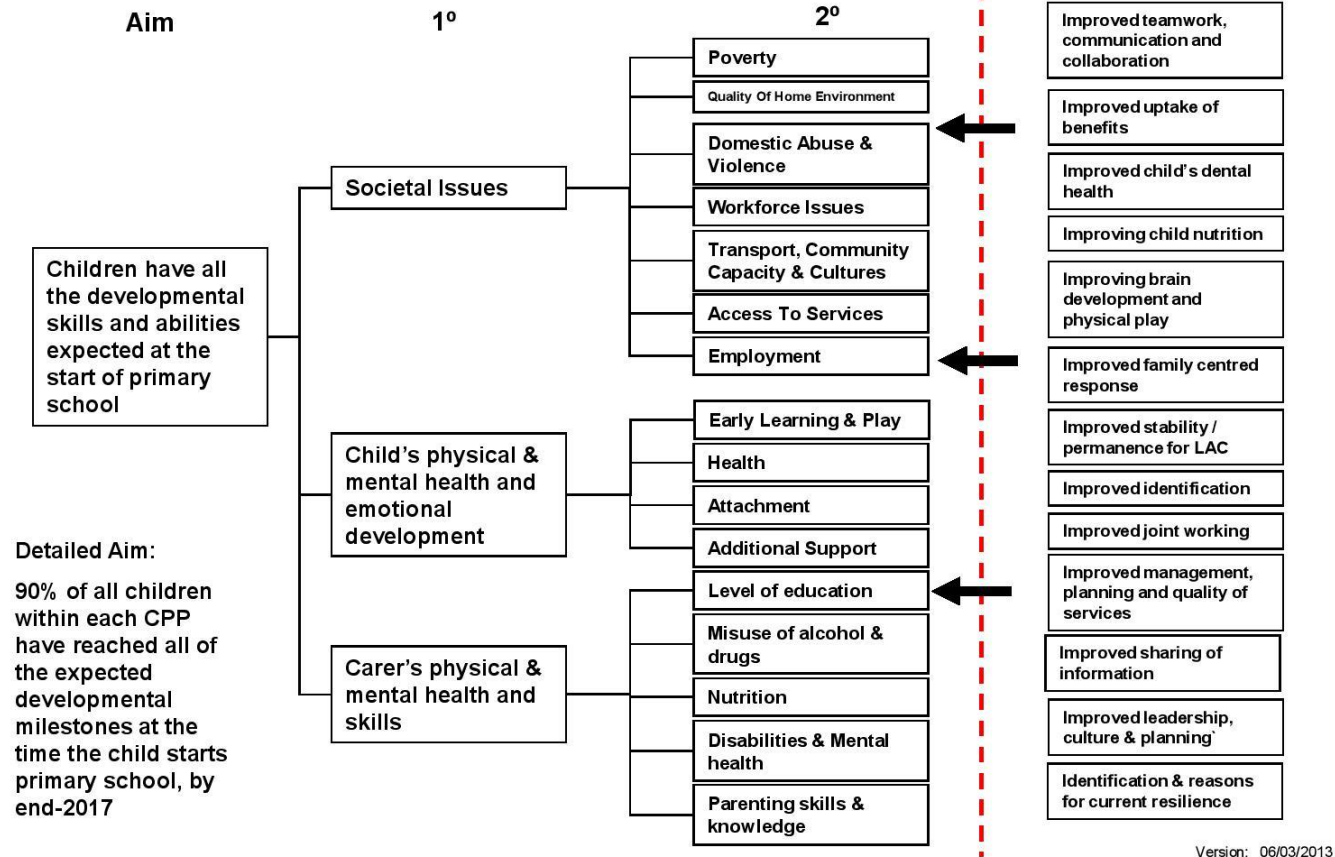 Aim
1º
2º
Children have all
the developmental
skills and abilities
expected at the
start of primary
school
Detailed Aim:
90% of all children
within each CPP
have reached all of
the expected
developmental
milestones at the
time the child starts
primary school, by
end-2017
Societal Issues
Child's physical &
mental health and
emotional
development
Carer's physical &
mental health and
skills
Poverty
Quality Of Home Environment
Domestic Abuse &
Violence
Workforce Issues
Transport, Community
Capacity & Cultures
Access To Services
Employment
Early Learning & Play
Health
Attachment
Additional Support
Level of education
Misuse of alcohol &
drugs
Nutrition
Disabilities & Mental
health
Parenting skills &
knowledge
Improved teamwork,
communication and
collaboration
Improved uptake of
benefits
Improved child's dental
health
Improving child nutrition
Improving brain
development and
physical play
Improved family centred
response
Improved stability /
permanence for LAC
Improved identification
Improved joint working
Improved management,
planning and quality of
services
Improved sharing of
information
Improved leadership,
culture & planning`
Identification & reasons
for current resilience
Version: 06/03/2013